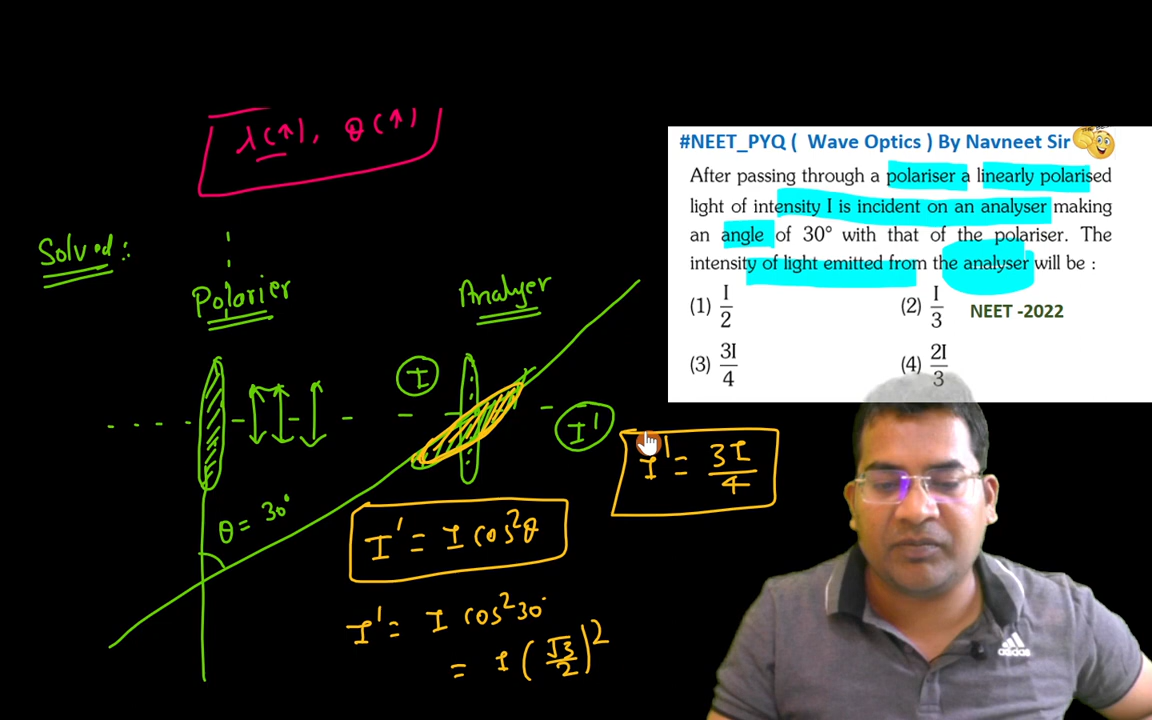 λ(↑), θ(↑)
Solved:
Polarier
Analyer
I
I'
θ = 30°
I' = I cos²θ
I' = I cos²30°
= I (√3/2)²
I' = 3I/4
#NEET_PYQ ( Wave Optics ) By Navneet Sir
After passing through a polariser a linearly polarised
light of intensity I is incident on an analyser making
an angle of 30° with that of the polariser. The
intensity of light emitted from the analyser will be :
(1) I/2 (2) I/3 NEET -2022
(3) 3I/4 (4) 2I/3
adidas